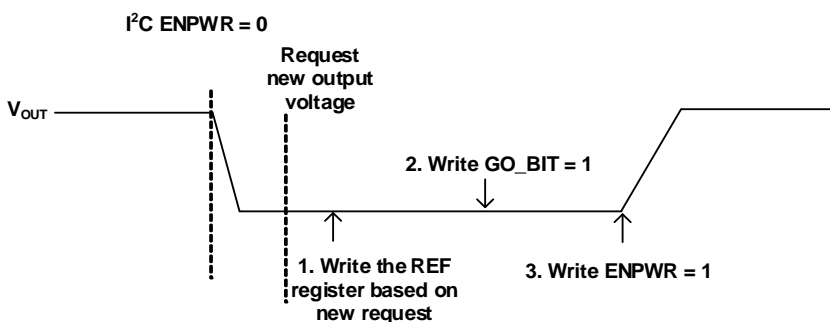 I²C ENPWR = 0
Request
new output
voltage
V_OUT
2. Write GO_BIT = 1
1. Write the REF
register based on
new request
3. Write ENPWR = 1